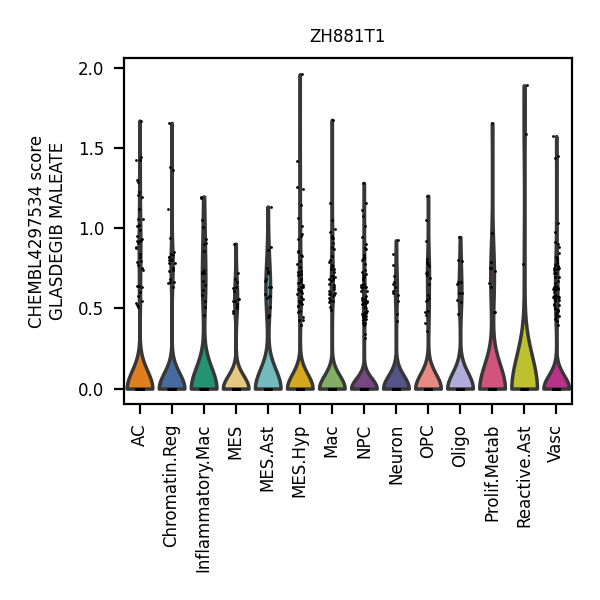 ZH881T1
CHEMBL4297534 score
GLASDEGIB MALEATE
2.0
1.5
1.0
0.5
0.0
AC
Chromatin.Reg
Inflammatory.Mac
MES
MES.Ast
MES.Hyp
Mac
NPC
Neuron
OPC
Oligo
Prolif.Metab
Reactive.Ast
Vasc